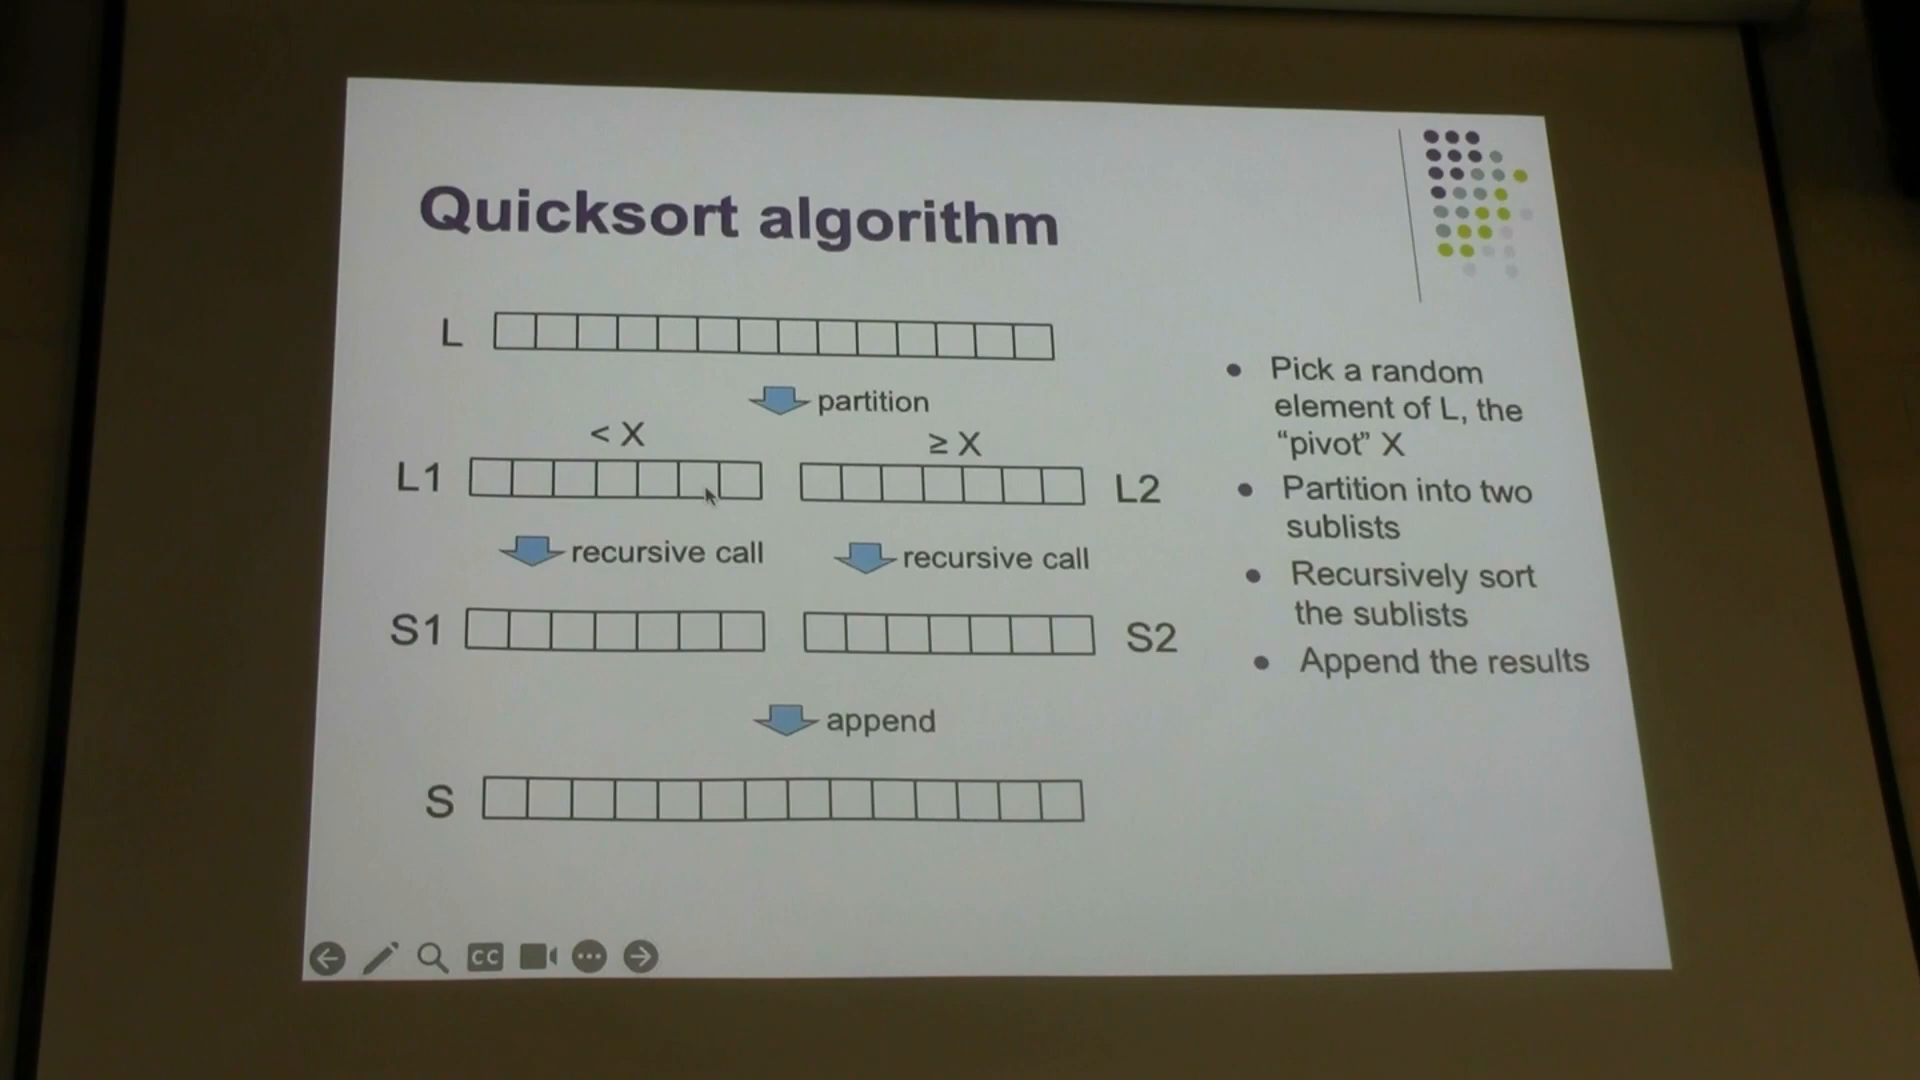 Quicksort algorithm
L
partition
< X
≥ X
L1
L2
recursive call
recursive call
S1
S2
append
S
• Pick a random
element of L, the
“pivot” X
• Partition into two
sublists
• Recursively sort
the sublists
• Append the results
CC